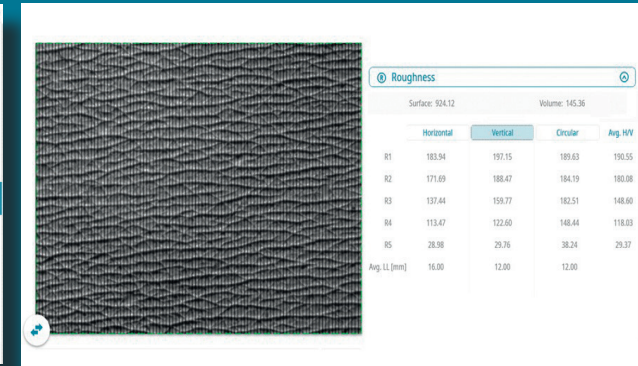 Roughness
Surface: 924.12 Volume: 145.36
Horizontal Vertical Circular Avg. H/V
R1 183.94 197.15 189.63 190.55
R2 171.69 188.47 184.19 180.08
R3 137.44 159.77 182.51 148.60
R4 113.47 122.60 148.44 118.03
R5 28.98 29.76 38.24 29.37
Avg. LL [mm] 16.00 12.00 12.00